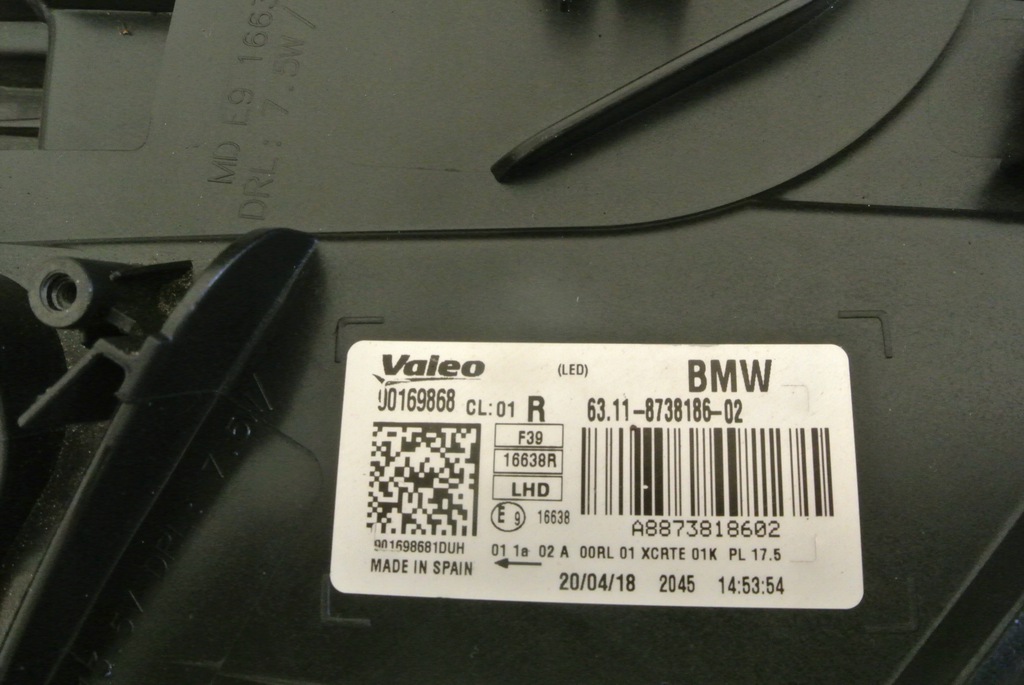 MD E9 1663
DRL: 7.5W/
Valeo (LED) BMW
90169868 CL:01 R 63.11-8738186-02
F39
16638R
LHD
E 9 16638
A8873818602
901698681DUH 01 1a 02 A 00RL 01 XCRTE 01K PL 17.5
MADE IN SPAIN 20/04/18 2045 14:53:54